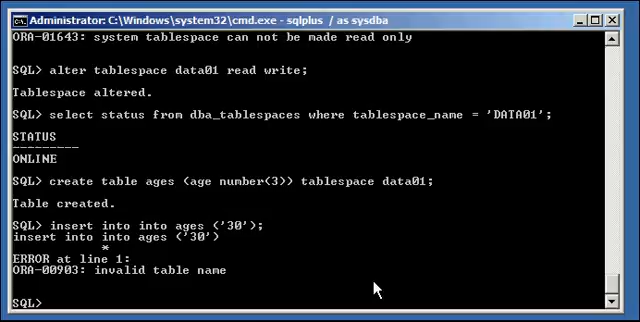 Administrator: C:\Windows\system32\cmd.exe - sqlplus / as sysdba
ORA-01643: system tablespace can not be made read only
SQL> alter tablespace data01 read write;
Tablespace altered.
SQL> select status from dba_tablespaces where tablespace_name = 'DATA01';
STATUS
---------
ONLINE
SQL> create table ages (age number(3)) tablespace data01;
Table created.
SQL> insert into into ages ('30');
insert into into ages ('30')
*
ERROR at line 1:
ORA-00903: invalid table name
SQL>